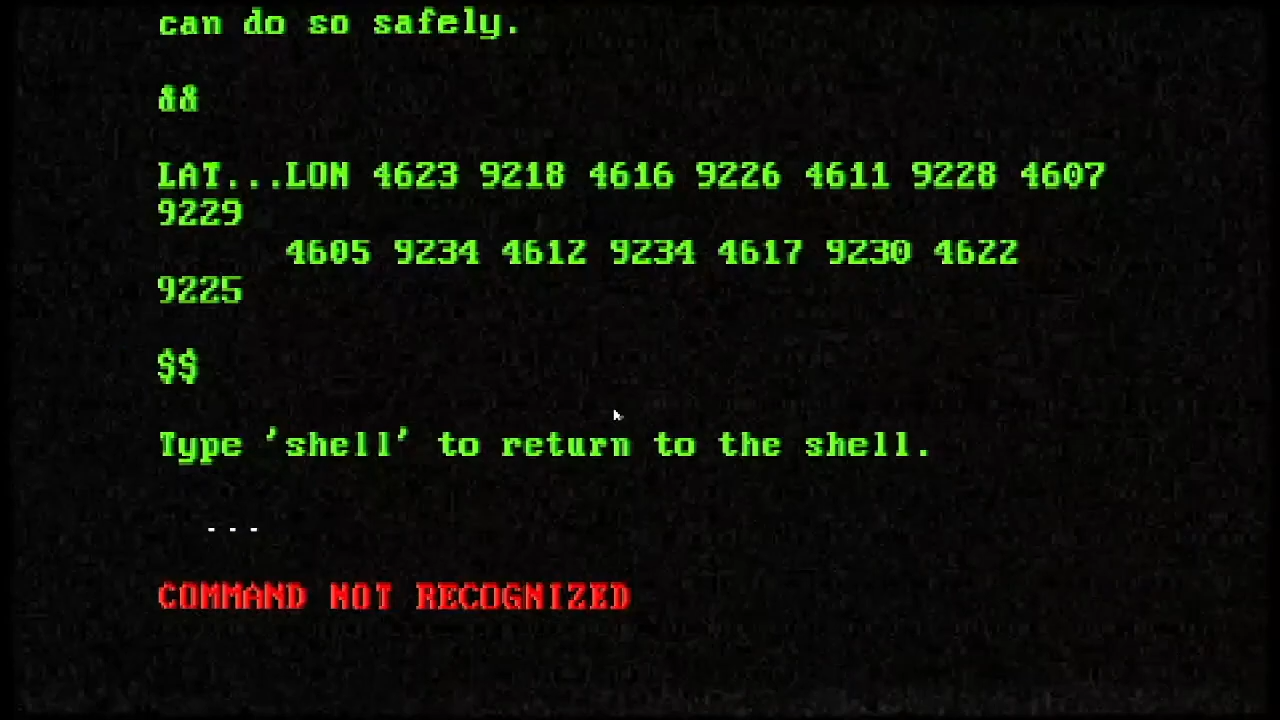 can do so safely.
&&
LAT...LON 4623 9218 4616 9226 4611 9228 4607
9229
4605 9234 4612 9234 4617 9230 4622
9225
$$
Type 'shell' to return to the shell.
---
COMMAND NOT RECOGNIZED